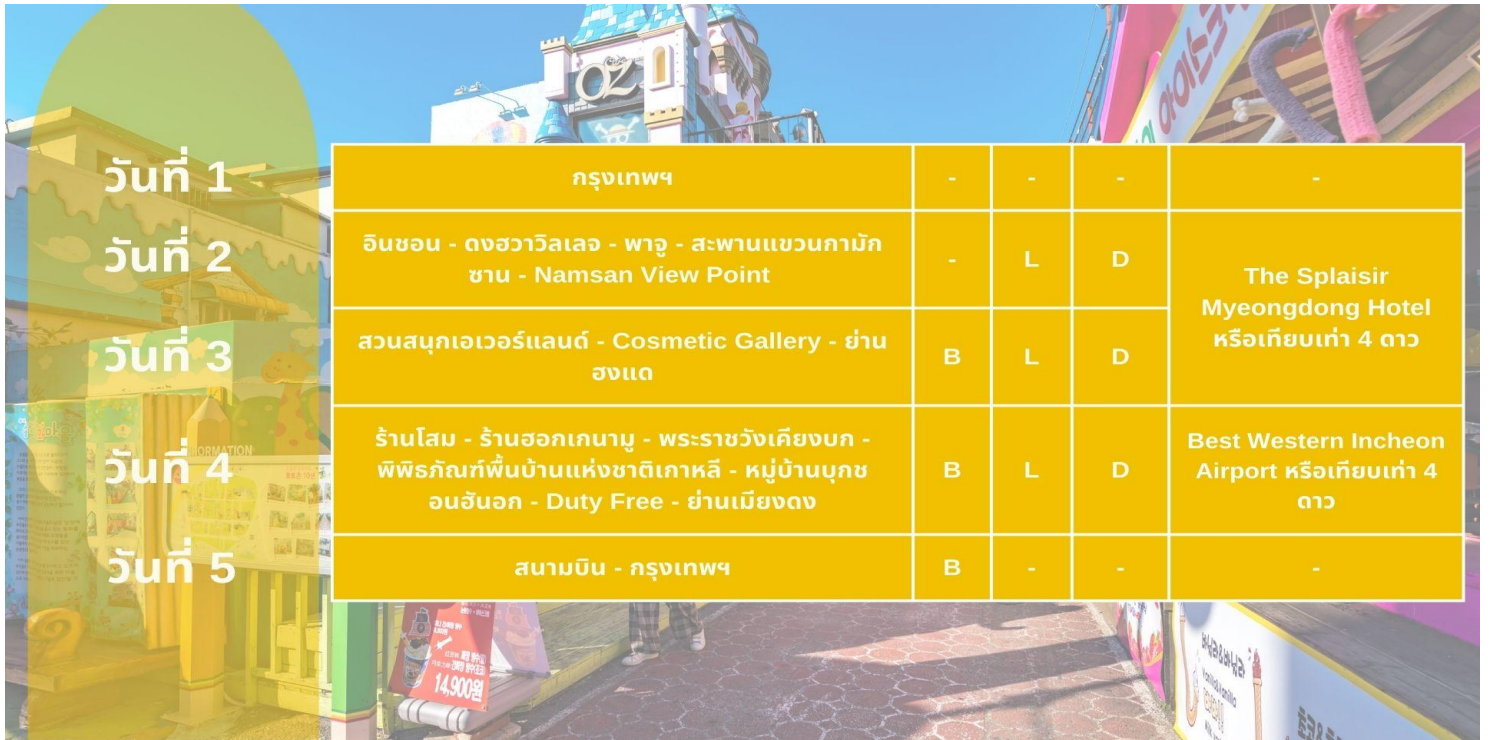 OZ
วันที่ 1
กรุงเทพฯ
-
-
-
-
วันที่ 2
อินชอน - ดงฮวาวิลเลจ - พาจู - สะพานแขวนกามัก
ซาน - Namsan View Point
-
L
D
The Splaisir
Myeongdong Hotel
หรือเทียบเท่า 4 ดาว
วันที่ 3
สวนสนุกเอเวอร์แลนด์ - Cosmetic Gallery - ย่าน
ฮงแด
B
L
D
วันที่ 4
ร้านโสม - ร้านฮอกเกนามู - พระราชวังเคียงบก -
พิพิธภัณฑ์พื้นบ้านแห่งชาติเกาหลี - หมู่บ้านบุกช
อนฮันอก - Duty Free - ย่านเมียงดง
B
L
D
Best Western Incheon
Airport หรือเทียบเท่า 4
ดาว
วันที่ 5
สนามบิน - กรุงเทพฯ
B
-
-
-
14,900원